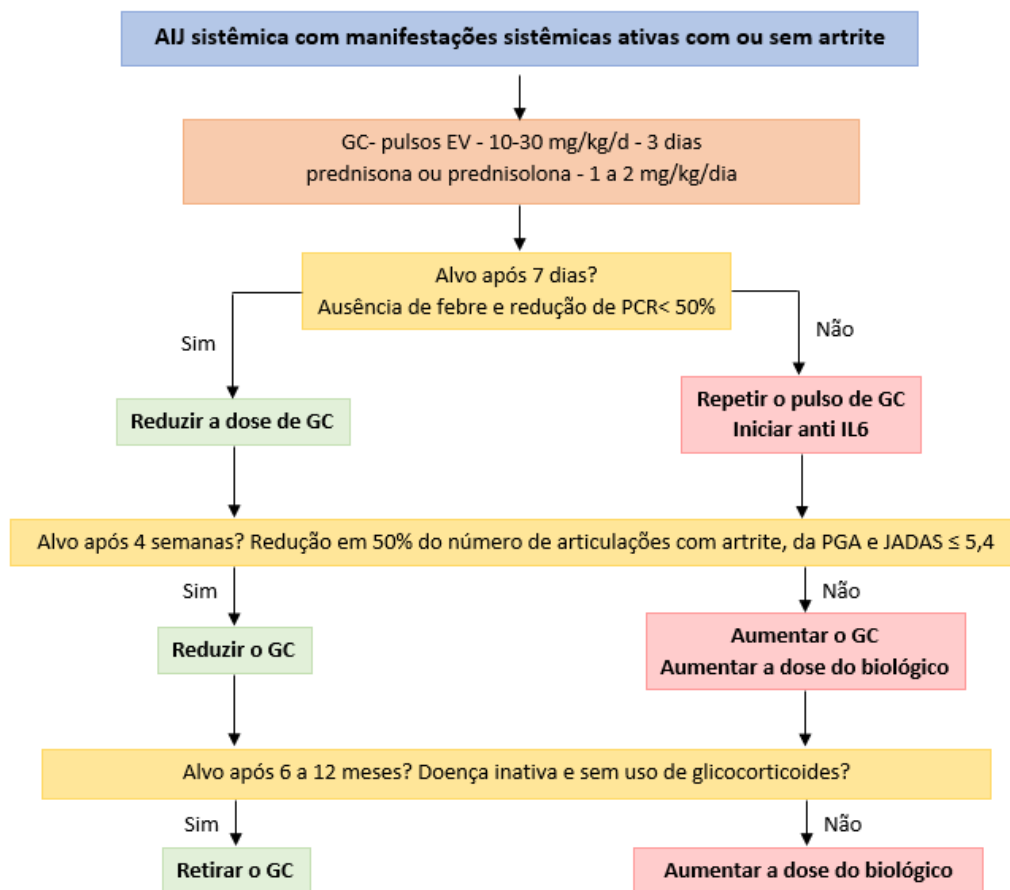 AIJ sistêmica com manifestações sistêmicas ativas com ou sem artrite
GC- pulsos EV - 10-30 mg/kg/d - 3 dias
prednisona ou prednisolona - 1 a 2 mg/kg/dia
Alvo após 7 dias?
Ausência de febre e redução de PCR< 50%
Sim
Não
Reduzir a dose de GC
Repetir o pulso de GC
Iniciar anti IL6
Alvo após 4 semanas? Redução em 50% do número de articulações com artrite, da PGA e JADAS ≤ 5,4
Sim
Não
Reduzir o GC
Aumentar o GC
Aumentar a dose do biológico
Alvo após 6 a 12 meses? Doença inativa e sem uso de glicocorticoides?
Sim
Não
Retirar o GC
Aumentar a dose do biológico